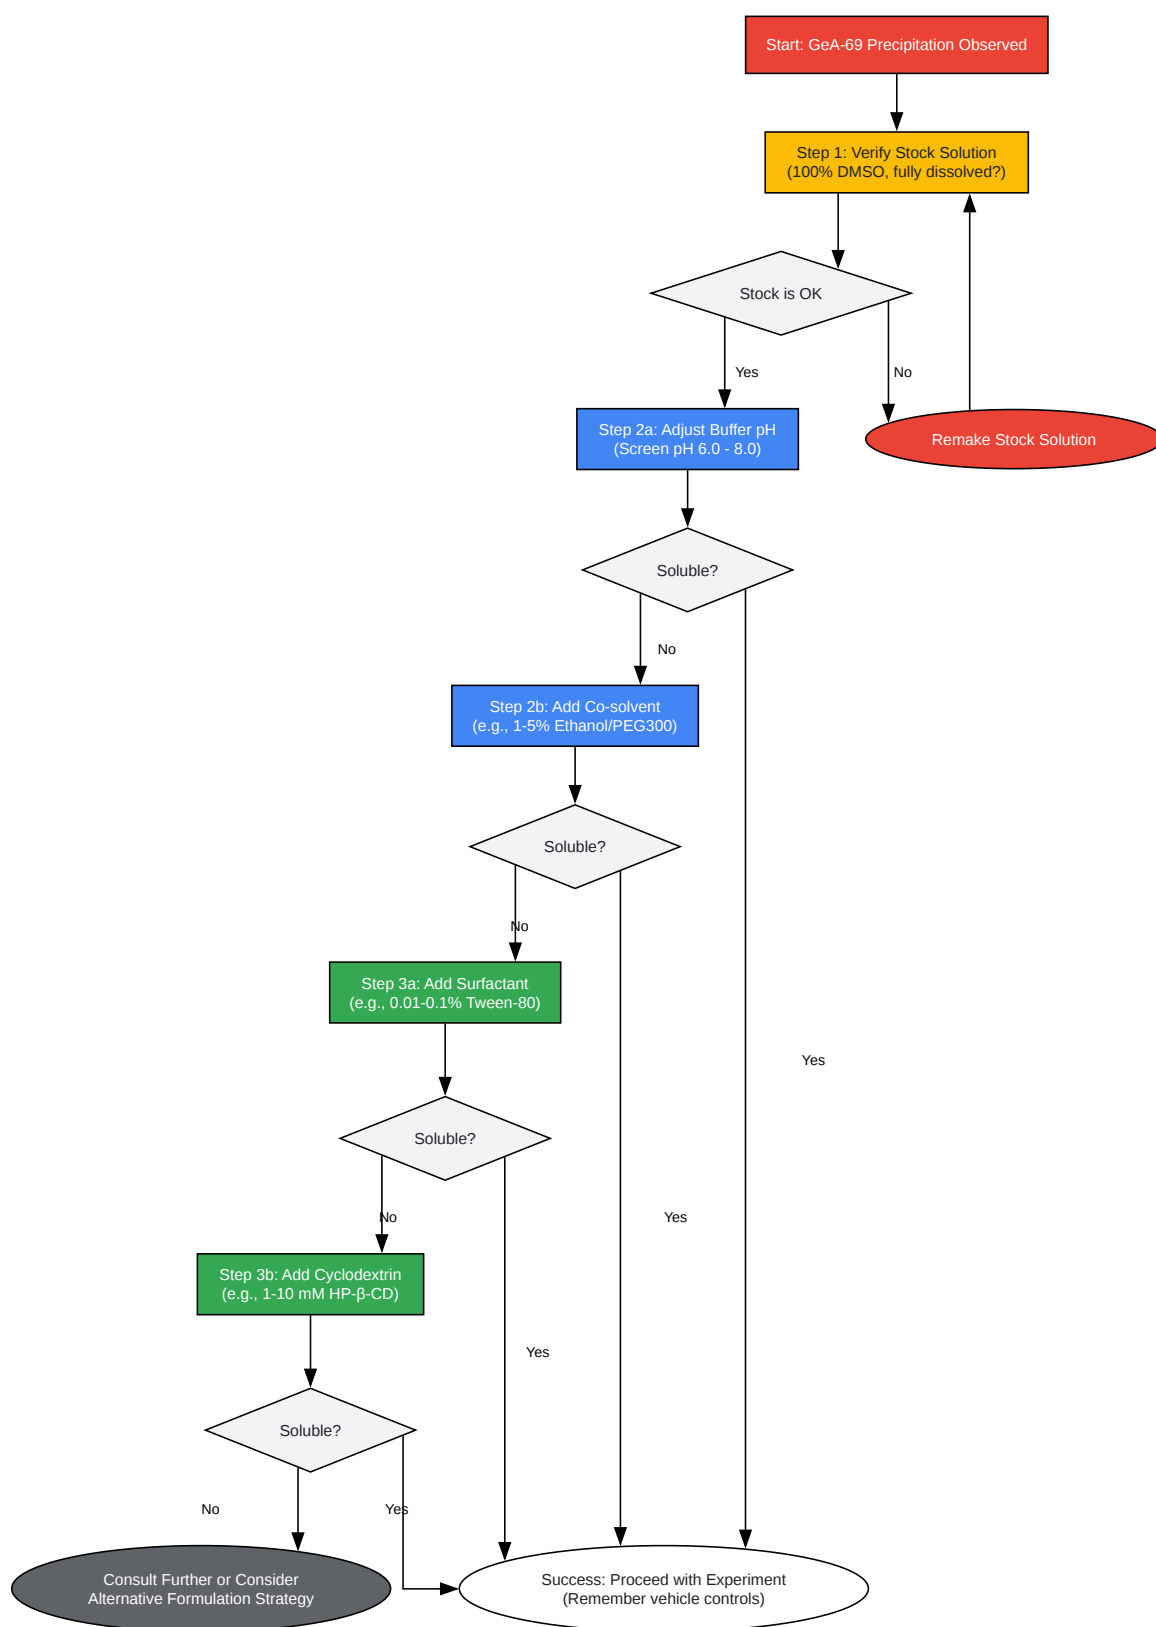 Start: GeA-69 Precipitation Observed
Step 1: Verify Stock Solution
(100% DMSO, fully dissolved?)
Stock is OK
Yes
No
Step 2a: Adjust Buffer pH
(Screen pH 6.0 - 8.0)
Remake Stock Solution
Soluble?
No
Step 2b: Add Co-solvent
(e.g., 1-5% Ethanol/PEG300)
Soluble?
No
Step 3a: Add Surfactant
(e.g., 0.01-0.1% Tween-80)
Yes
Soluble?
No
Yes
Step 3b: Add Cyclodextrin
(e.g., 1-10 mM HP-β-CD)
Yes
Soluble?
No
Yes
Consult Further or Consider
Alternative Formulation Strategy
Success: Proceed with Experiment
(Remember vehicle controls)